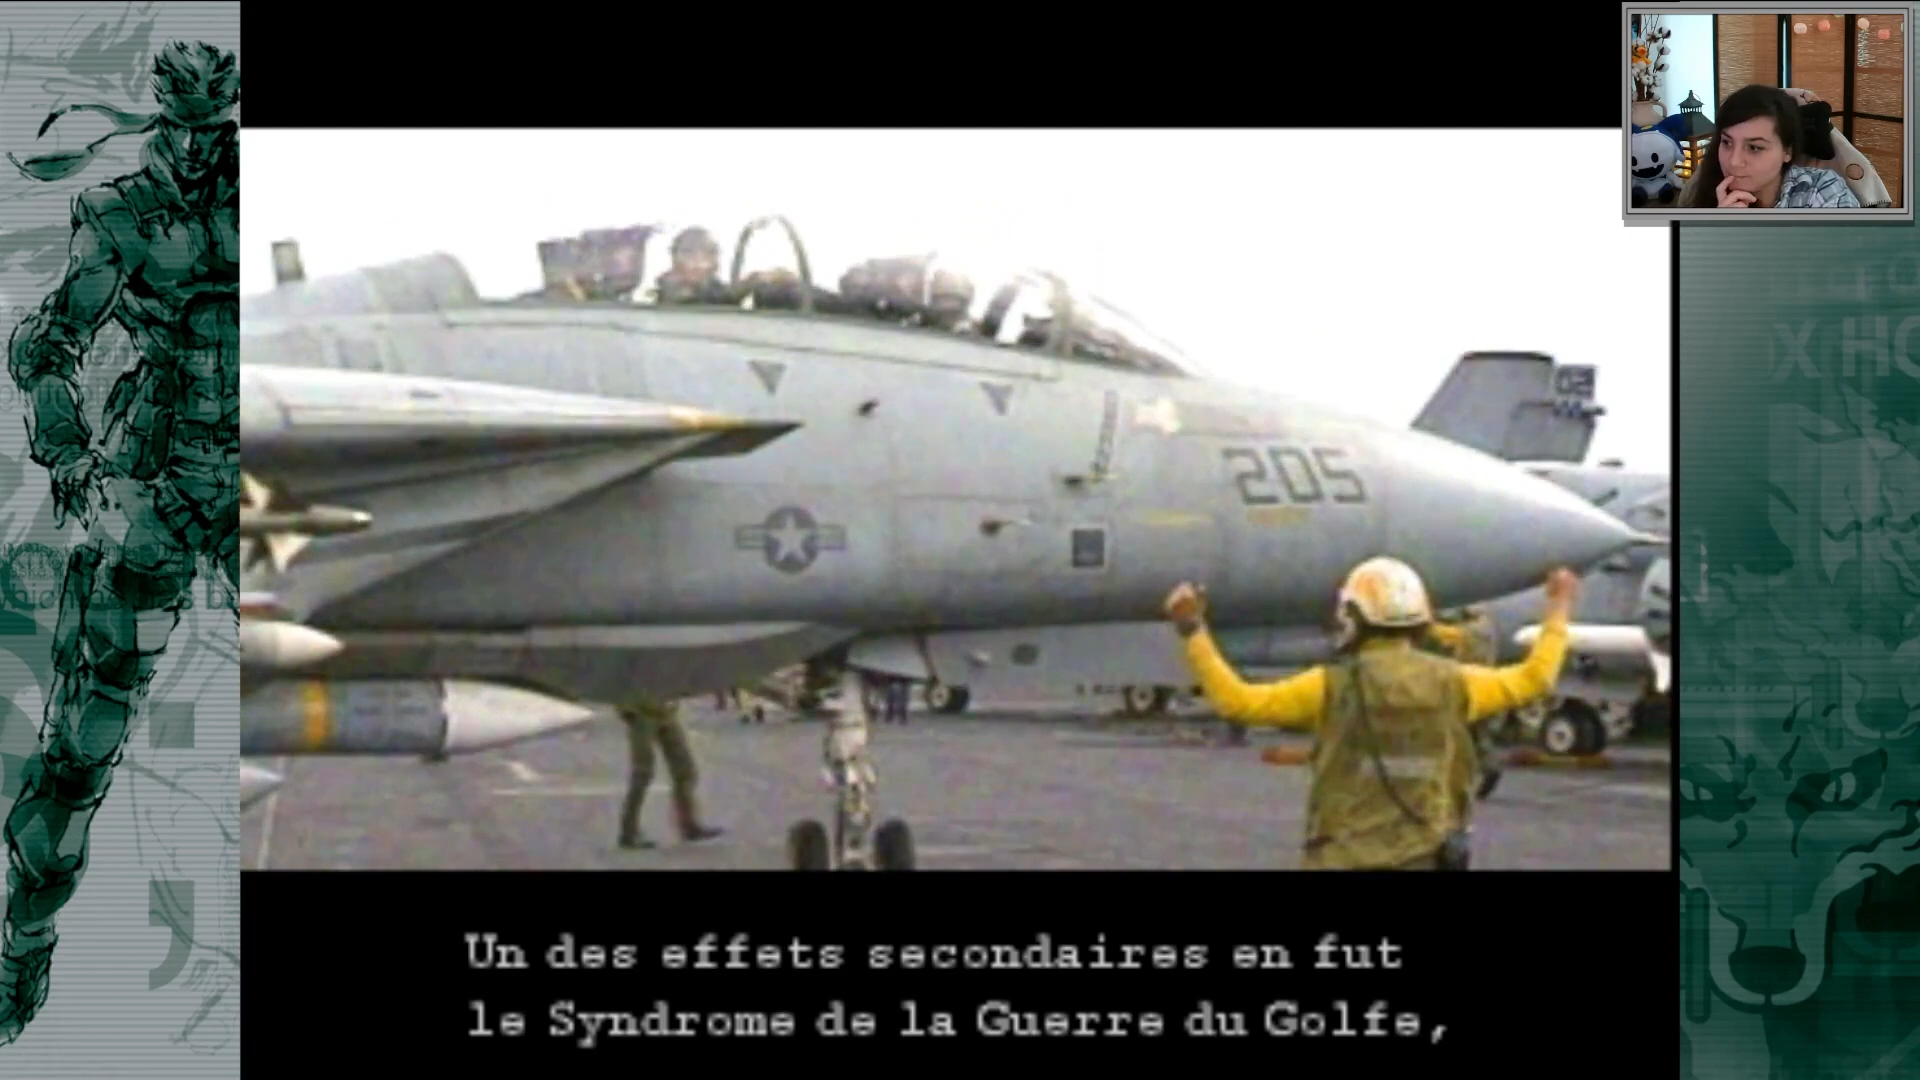 205
Un des effets secondaires en fut
le Syndrome de la Guerre du Golfe,